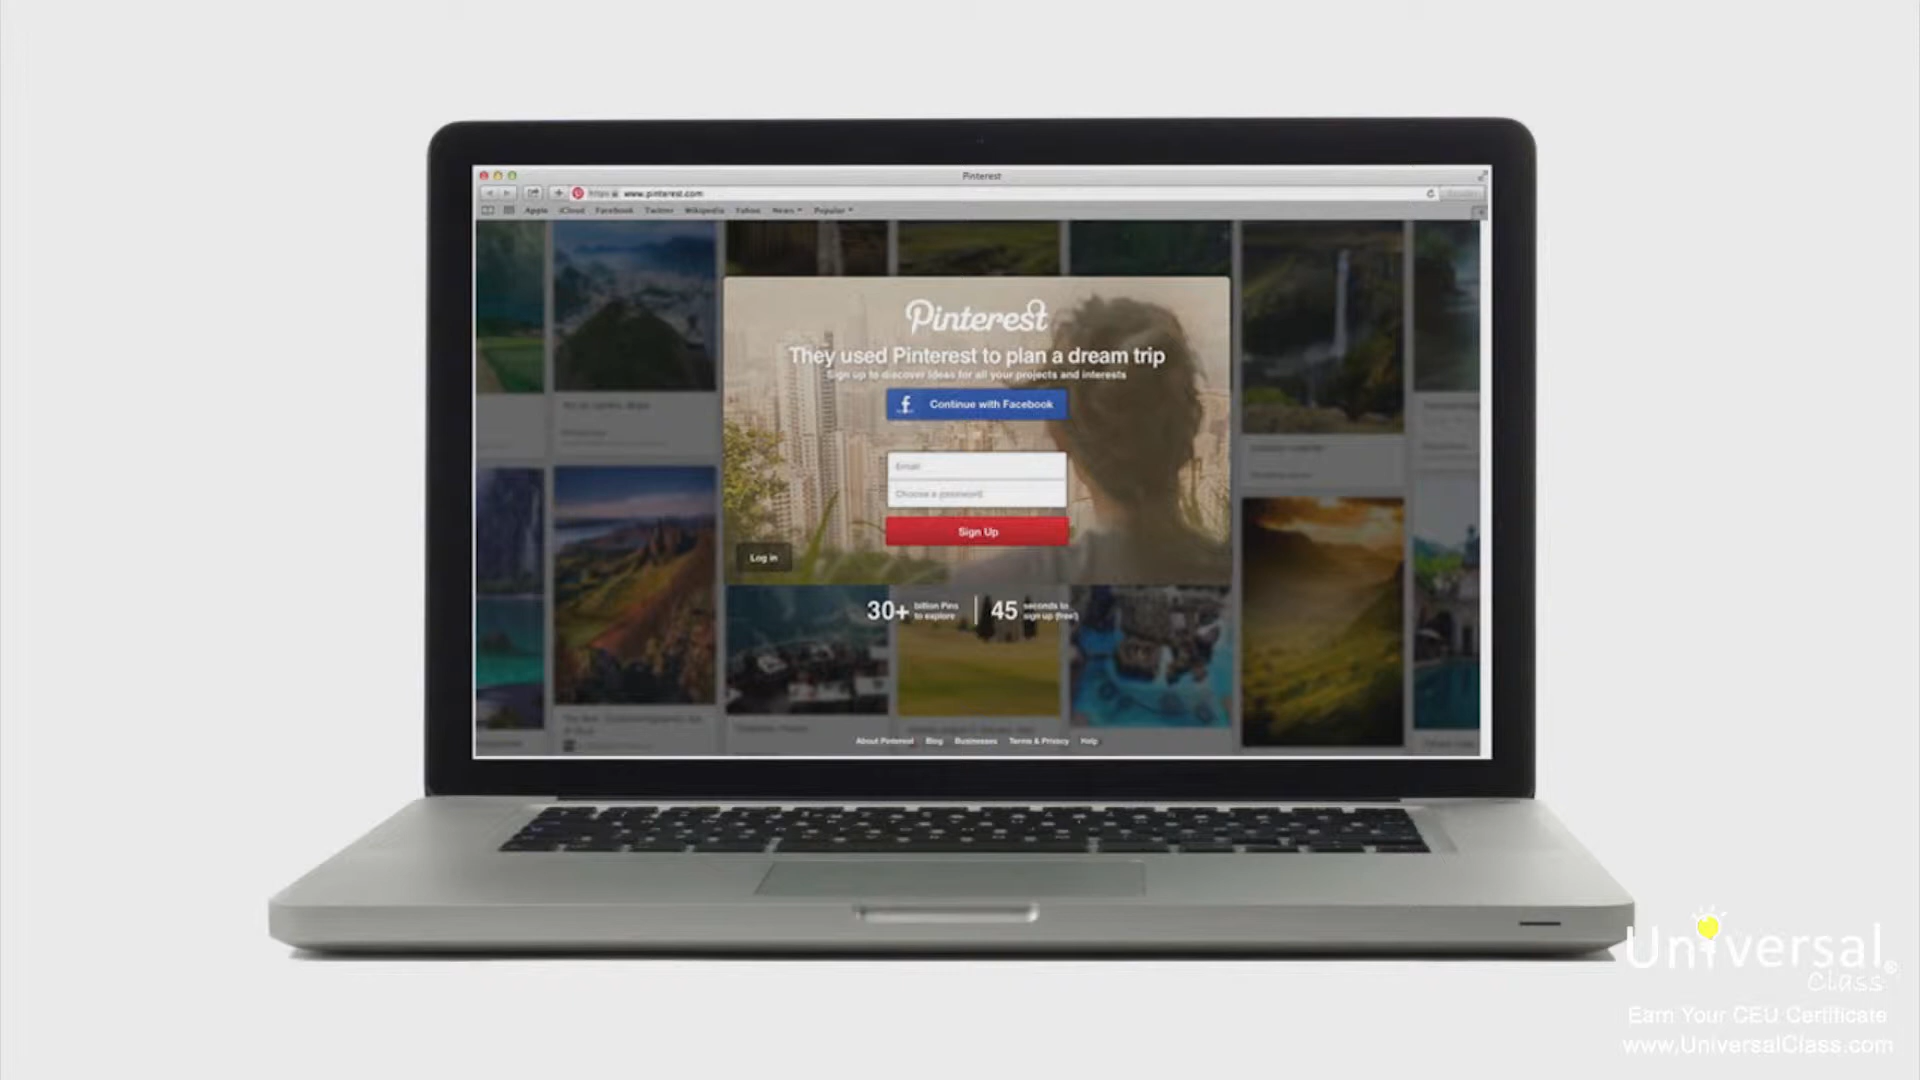 Pinterest
https www.pinterest.com
Apple iCloud Facebook Twitter Wikipedia Yahoo News Popular
Pinterest
They used Pinterest to plan a dream trip
Sign up to discover ideas for all your projects and interests
Continue with Facebook
Email
Choose a password
Sign Up
Log in
30+ billion Pins to explore
45 seconds to sign up (free!)
About Pinterest Blog Businesses Terms & Privacy Help
Universal
Class®
Earn Your CEU Certificate
www.UniversalClass.com